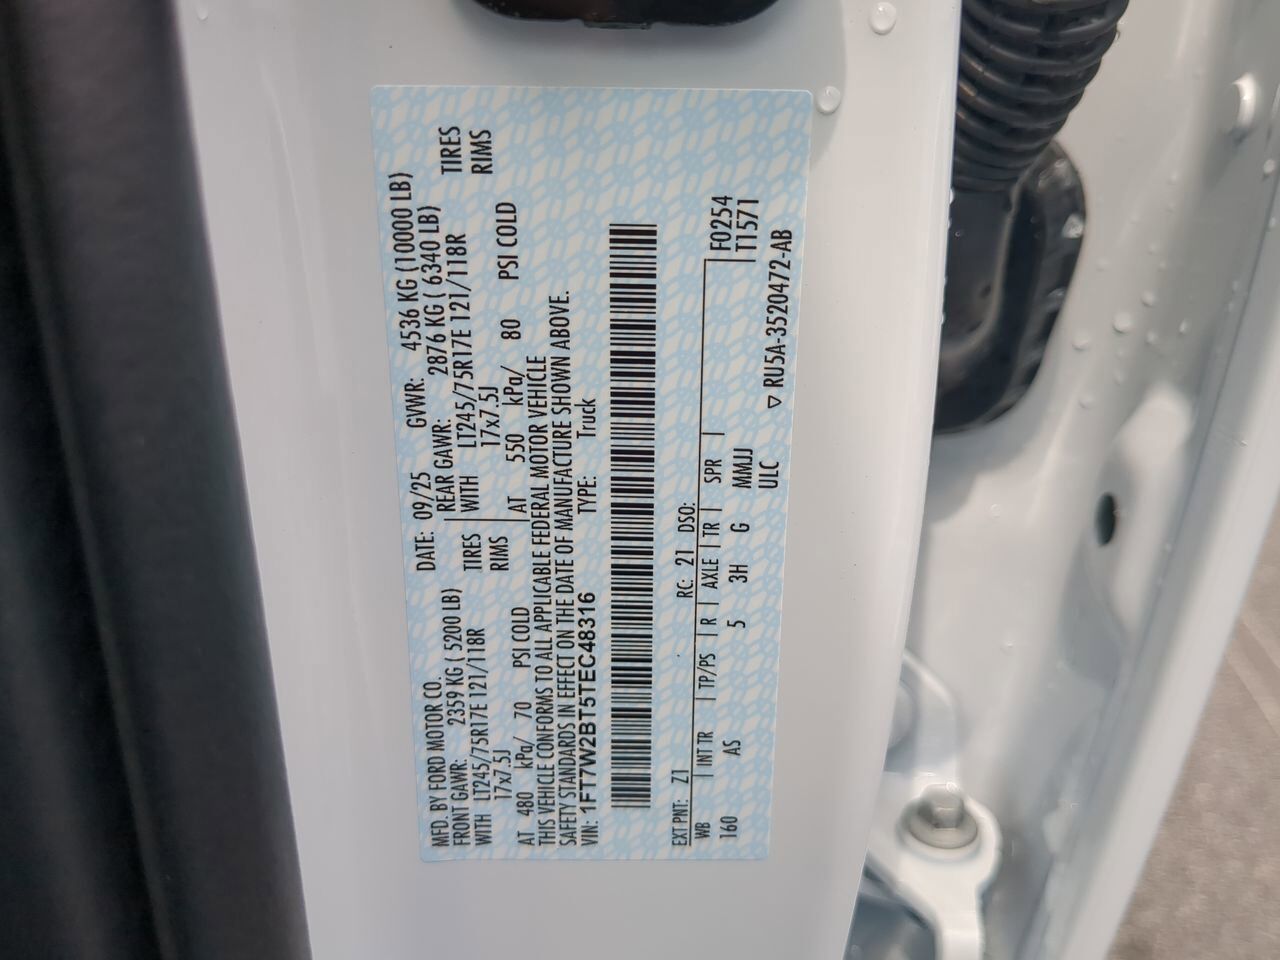 MFD. BY FORD MOTOR CO. DATE: 09/25 GVWR: 4536 KG (10000 LB)
FRONT GAWR: 2359 KG ( 5200 LB) REAR GAWR: 2876 KG ( 6340 LB)
WITH LT245/75R17E 121/118R TIRES WITH LT245/75R17E 121/118R TIRES
17x7.5J RIMS 17x7.5J RIMS
AT 480 kPa/ 70 PSI COLD AT 550 kPa/ 80 PSI COLD
THIS VEHICLE CONFORMS TO ALL APPLICABLE FEDERAL MOTOR VEHICLE
SAFETY STANDARDS IN EFFECT ON THE DATE OF MANUFACTURE SHOWN ABOVE.
VIN: 1FT7W2BT5TEC48316 TYPE: Truck
EXT PNT: Z1 RC: 21 DSO: F0254
WB INT TR TP/PS R AXLE TR SPR T1571
160 AS 5 3H G MMJJ
ULC ▽ RU5A-3520472-AB